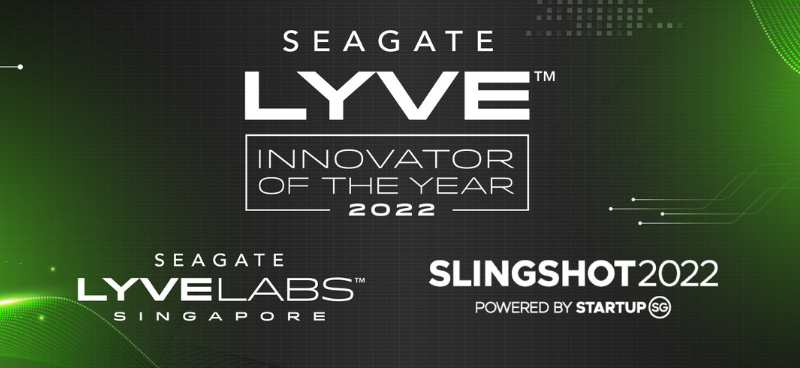 SEAGATE
LYVE™
INNOVATOR
OF THE YEAR
2022
SEAGATE
LYVELABS™
SINGAPORE
SLINGSHOT2022
POWERED BY STARTUP SG